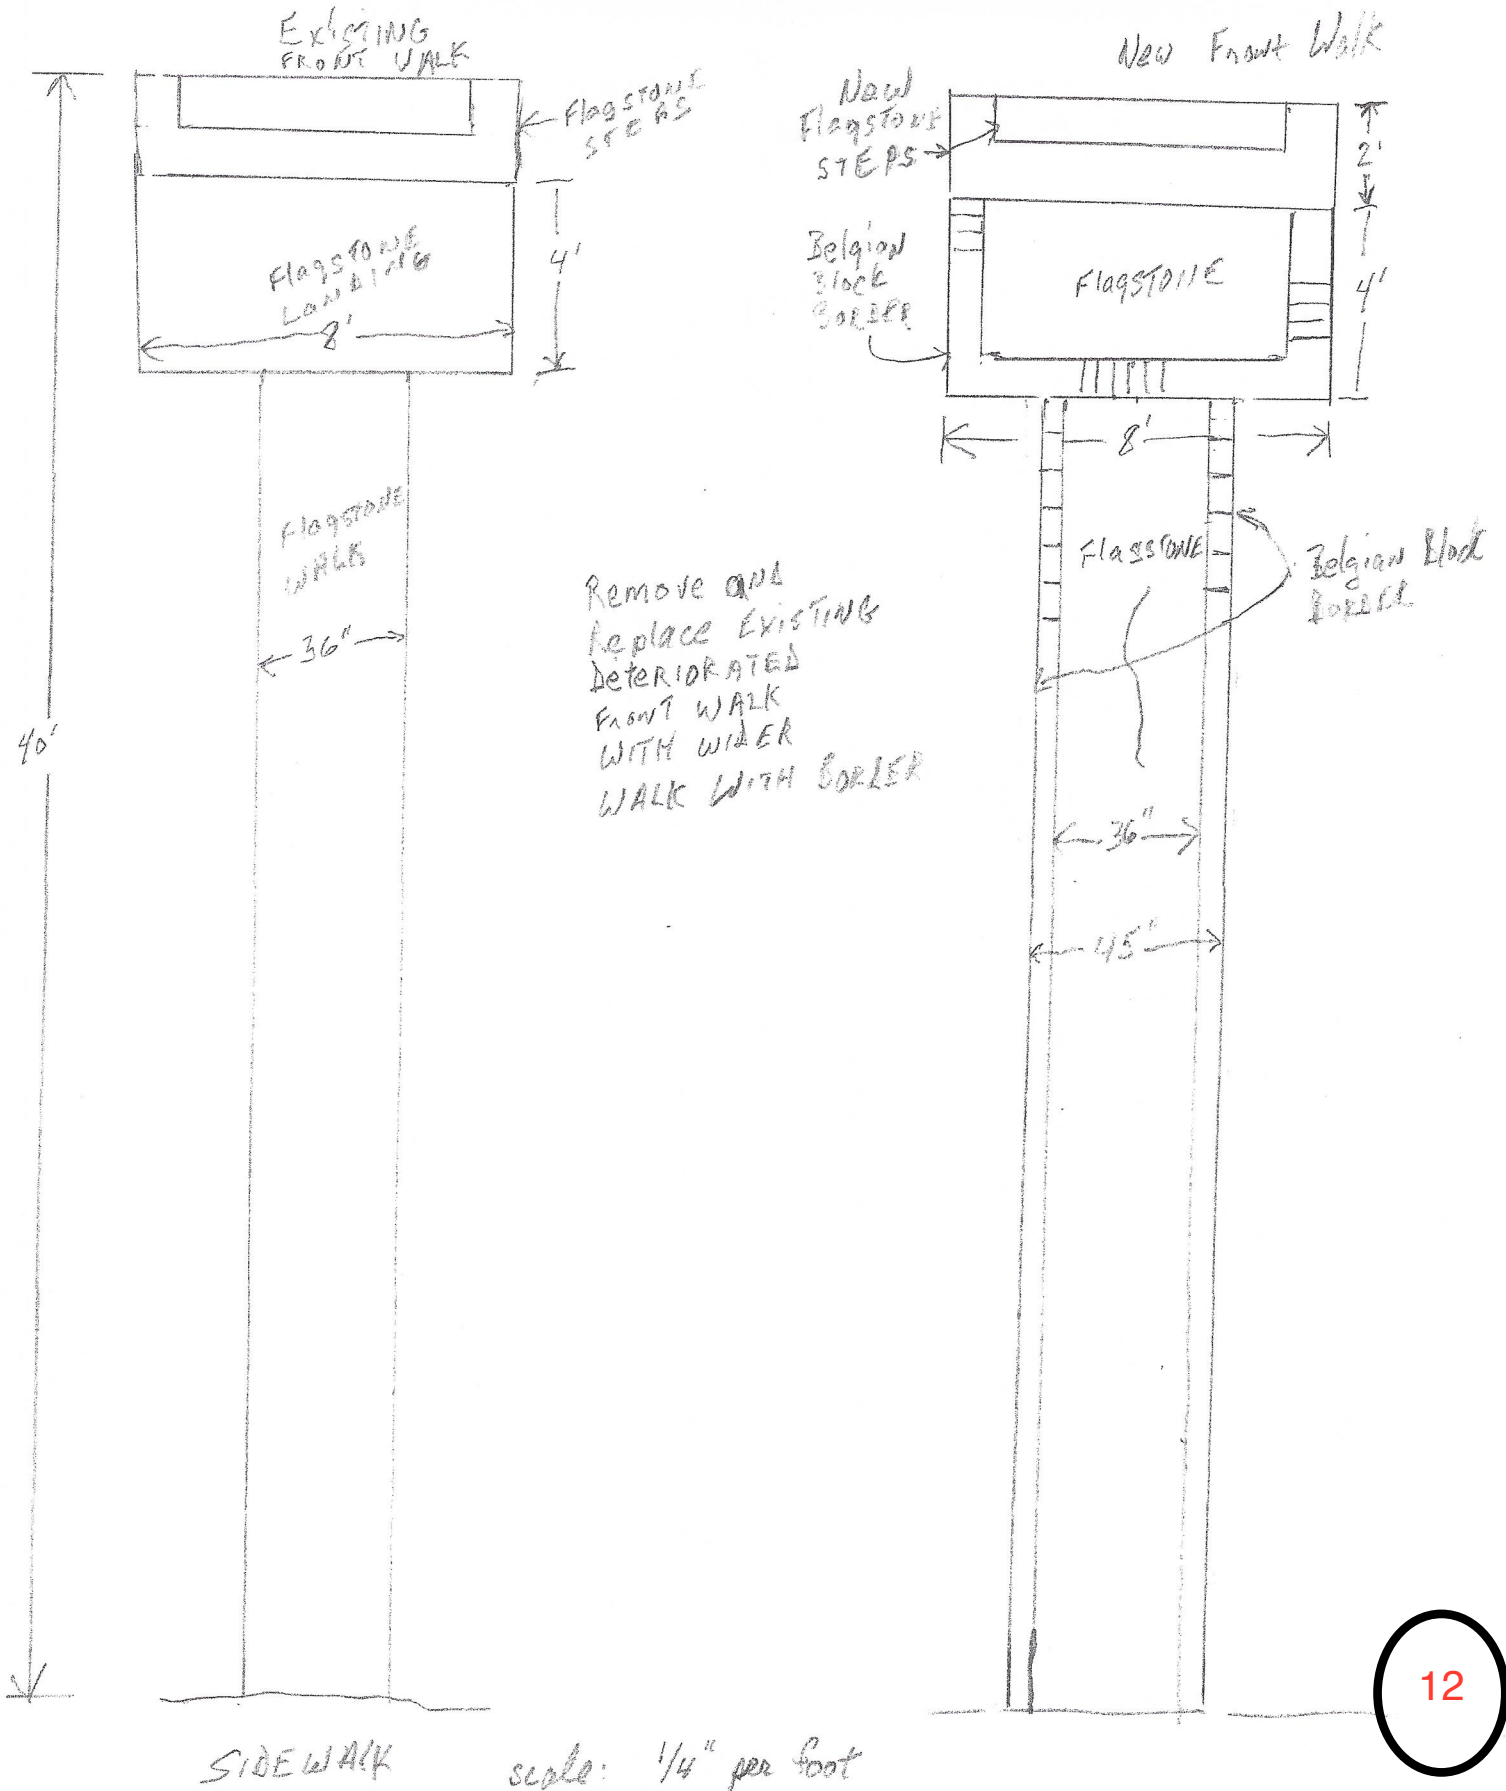 Existing
FRONT WALK
Flagstone
STEPS
4'
Flagstone
LANDING
8'
Flagstone
WALK
36"
40'
SIDEWALK
Remove and
Replace Existing
DeteRIORATED
Front WALK
WITH WIDER
WALK WITH BORDER
New Front Walk
New
Flagstone
STEPS
2'
Belgian
Block
BORDER
FlagSTONE
4'
8'
FlagSTONE
Belgian Block
BORDER
36"
45"
scale: 1/4" per foot
12